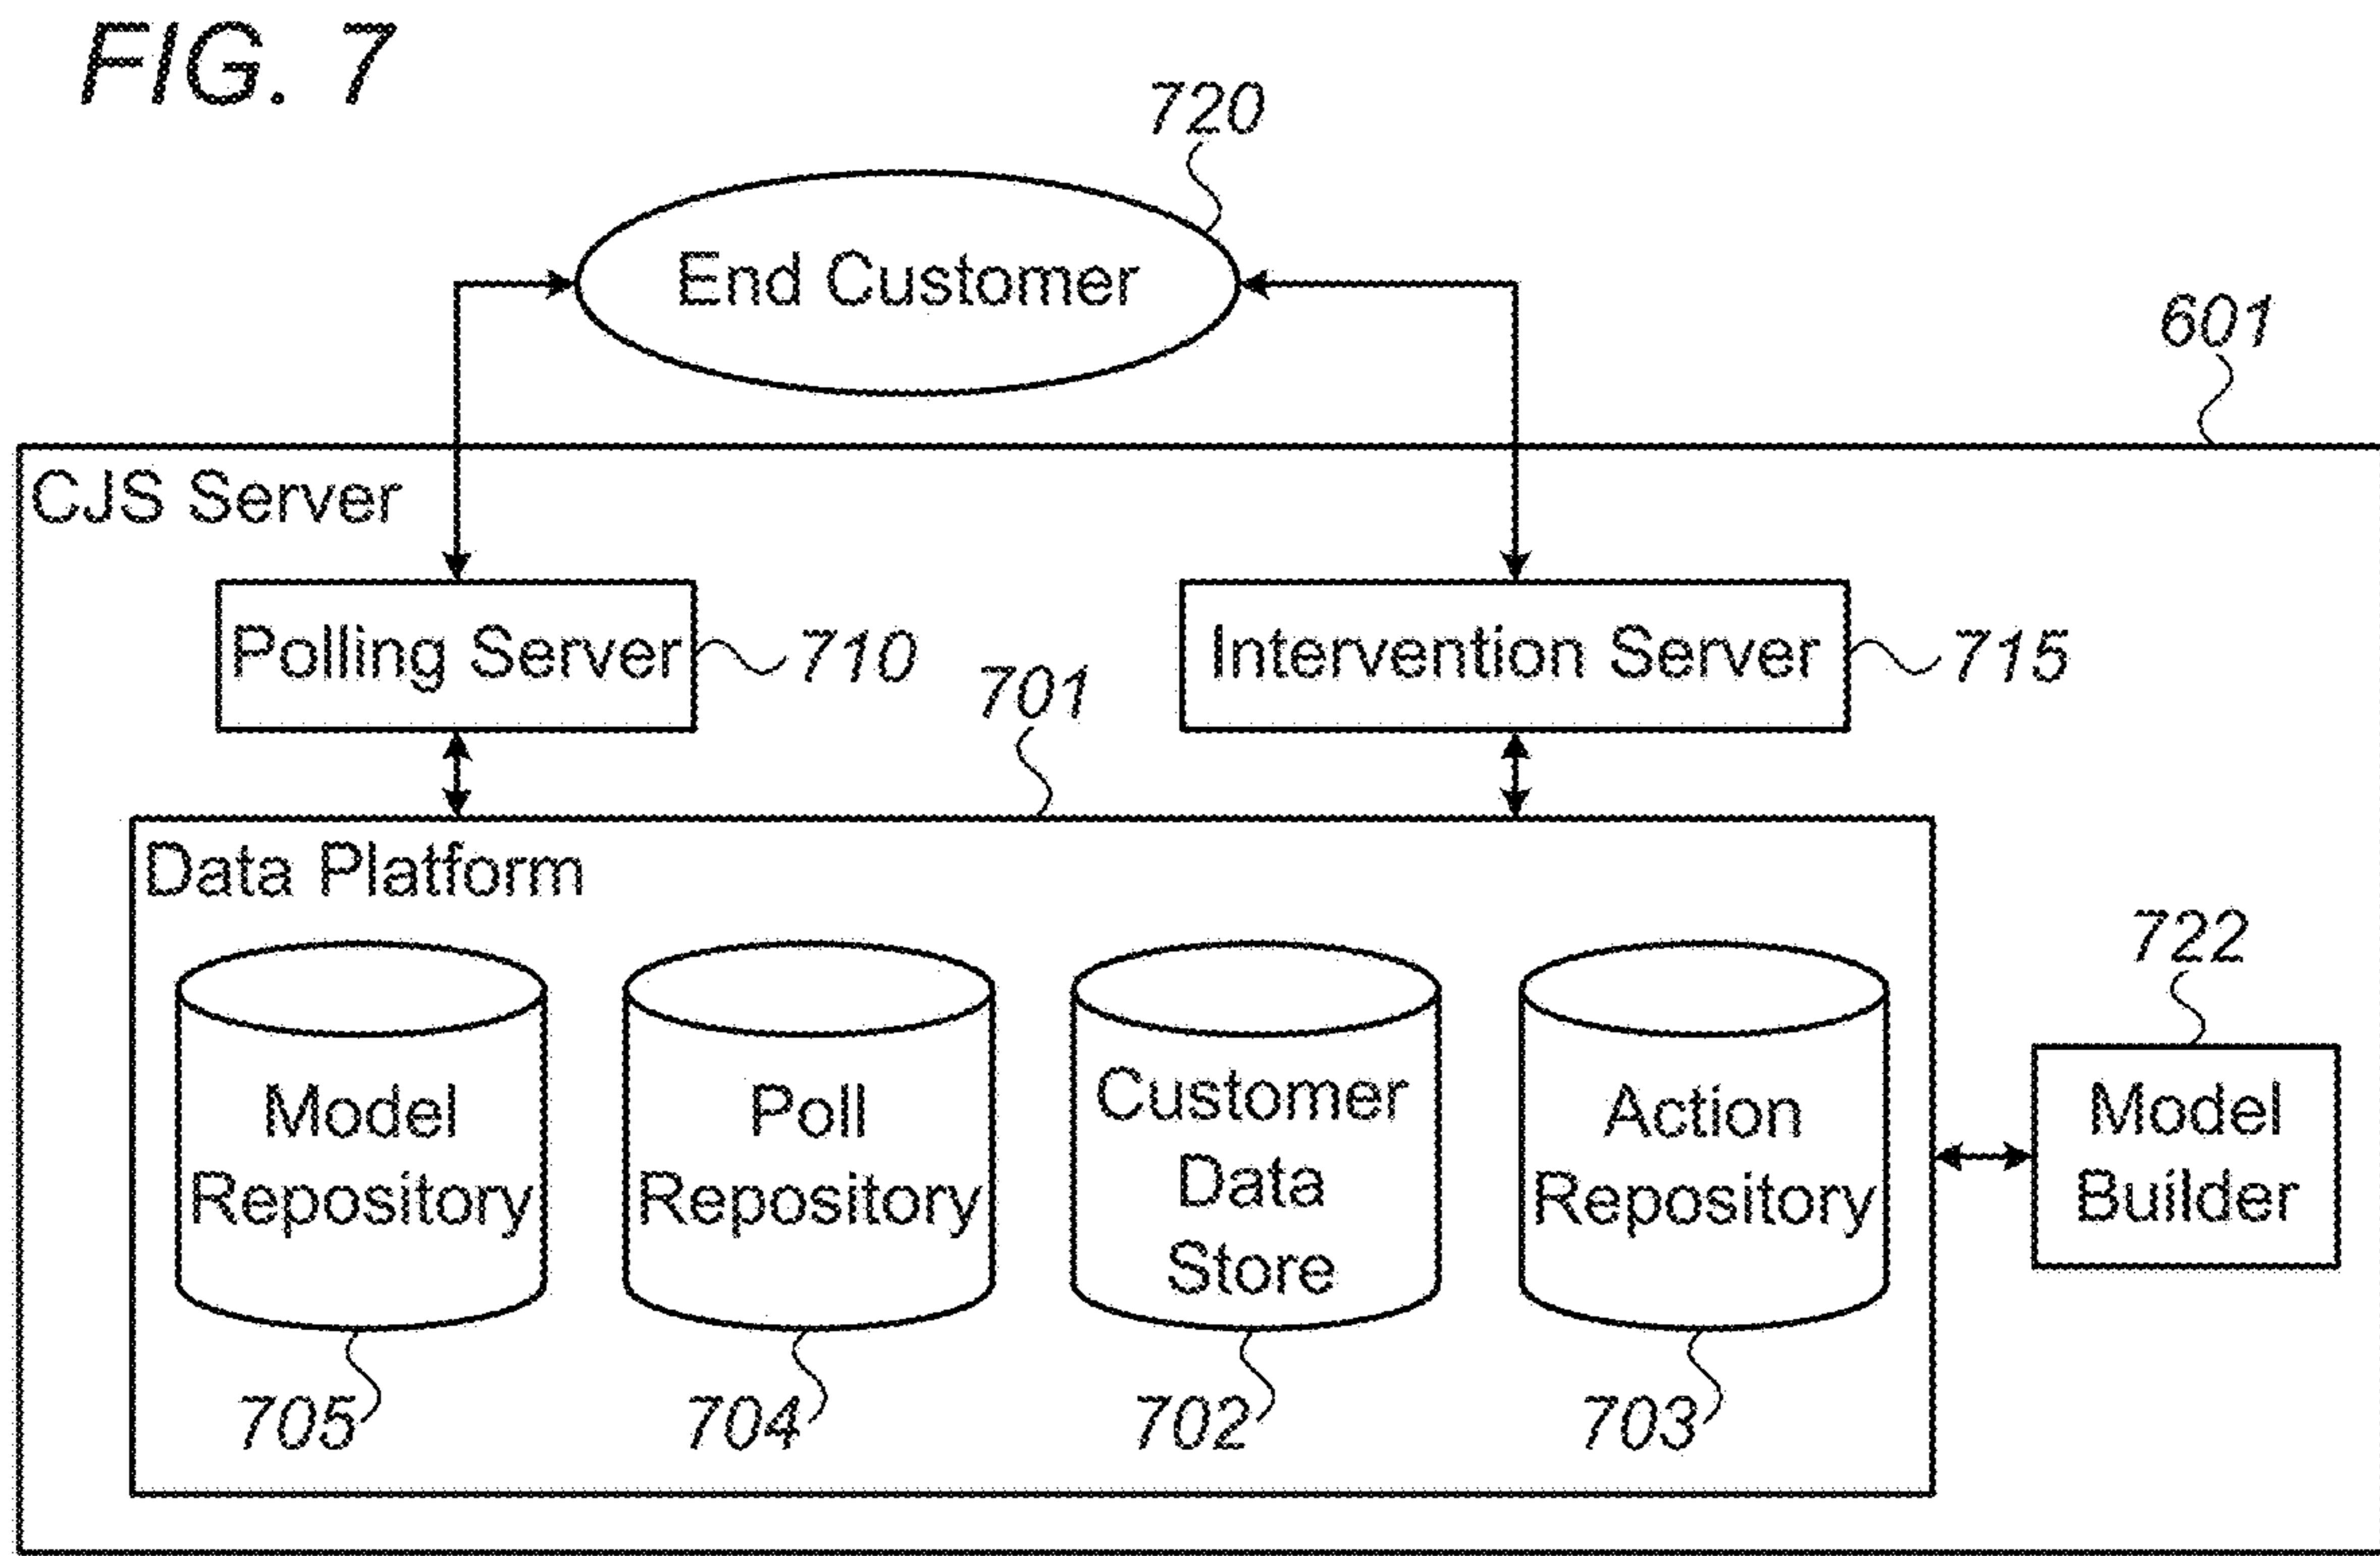 FIG. 7
720
End Customer
601
CJS Server
Polling Server
710
701
Intervention Server
715
Data Platform
722
Model
Repository
Poll
Repository
Customer
Data
Store
Action
Repository
Model
Builder
705
704
702
703